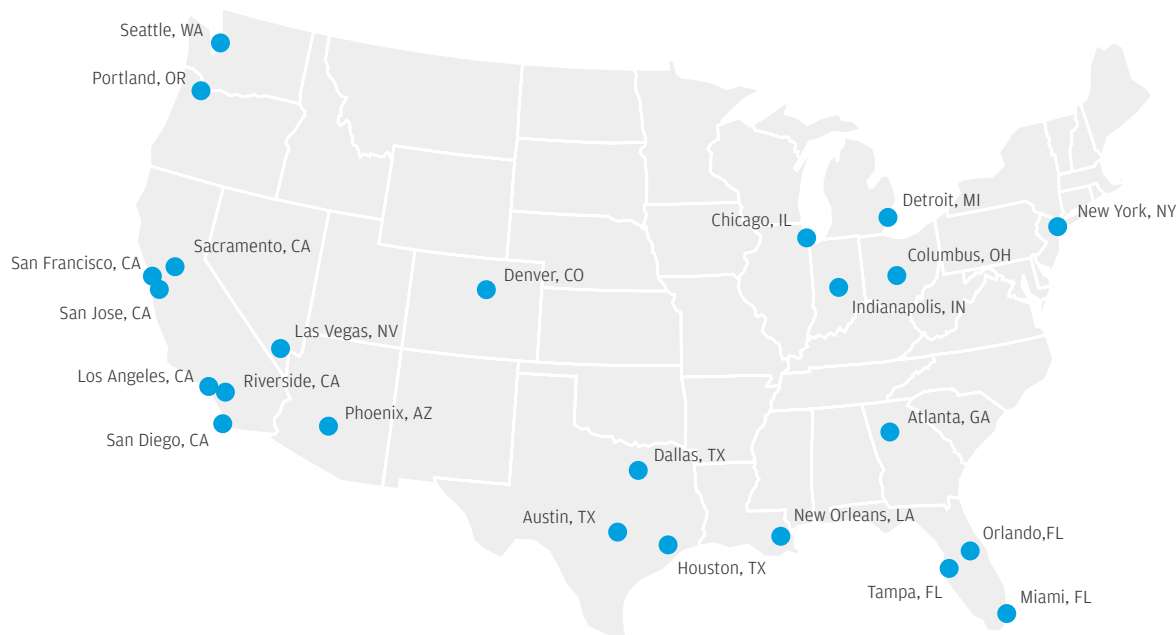 Seattle, WA
Portland, OR
Detroit, MI
New York, NY
Chicago, IL
Sacramento, CA
Columbus, OH
San Francisco, CA
Denver, CO
Indianapolis, IN
San Jose, CA
Las Vegas, NV
Los Angeles, CA
Riverside, CA
Phoenix, AZ
Atlanta, GA
San Diego, CA
Dallas, TX
New Orleans, LA
Austin, TX
Orlando,FL
Houston, TX
Tampa, FL
Miami, FL